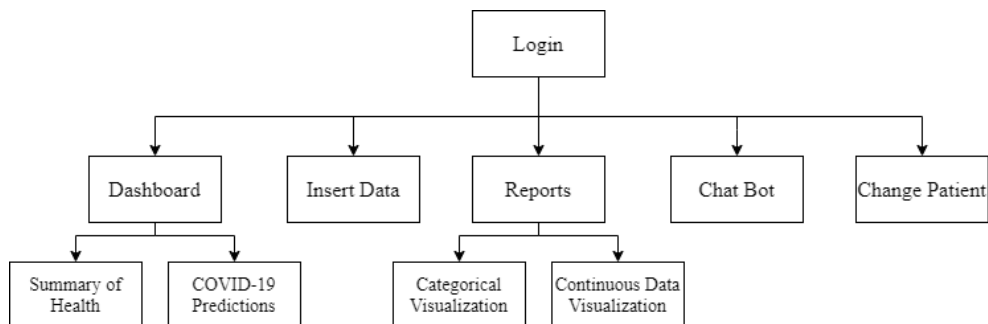 Login
Dashboard
Insert Data
Reports
Chat Bot
Change Patient
Summary of
Health
COVID-19
Predictions
Categorical
Visualization
Continuous Data
Visualization